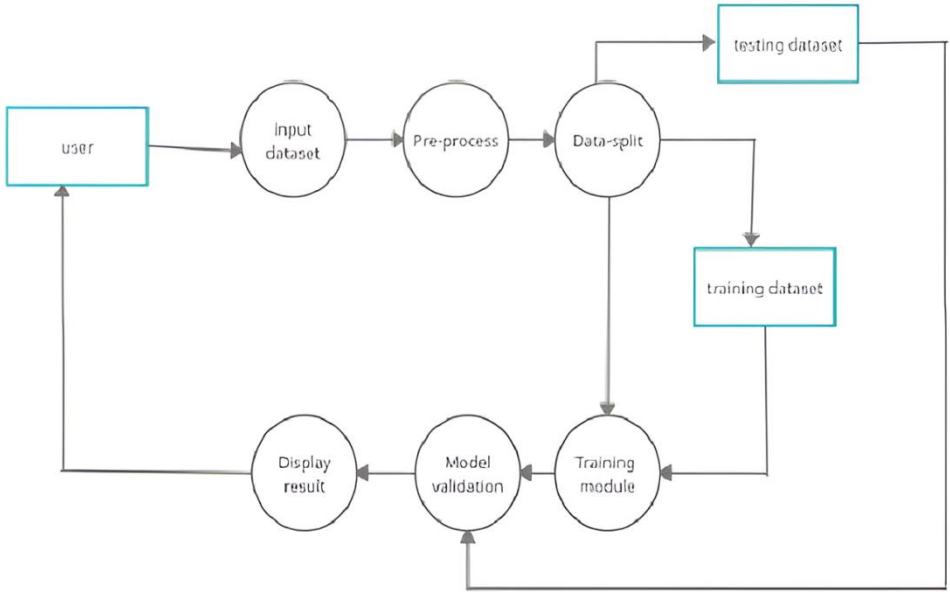 testing dataset
user
Input
dataset
Pre-process
Data-split
training dataset
Display
result
Model
validation
Training
module